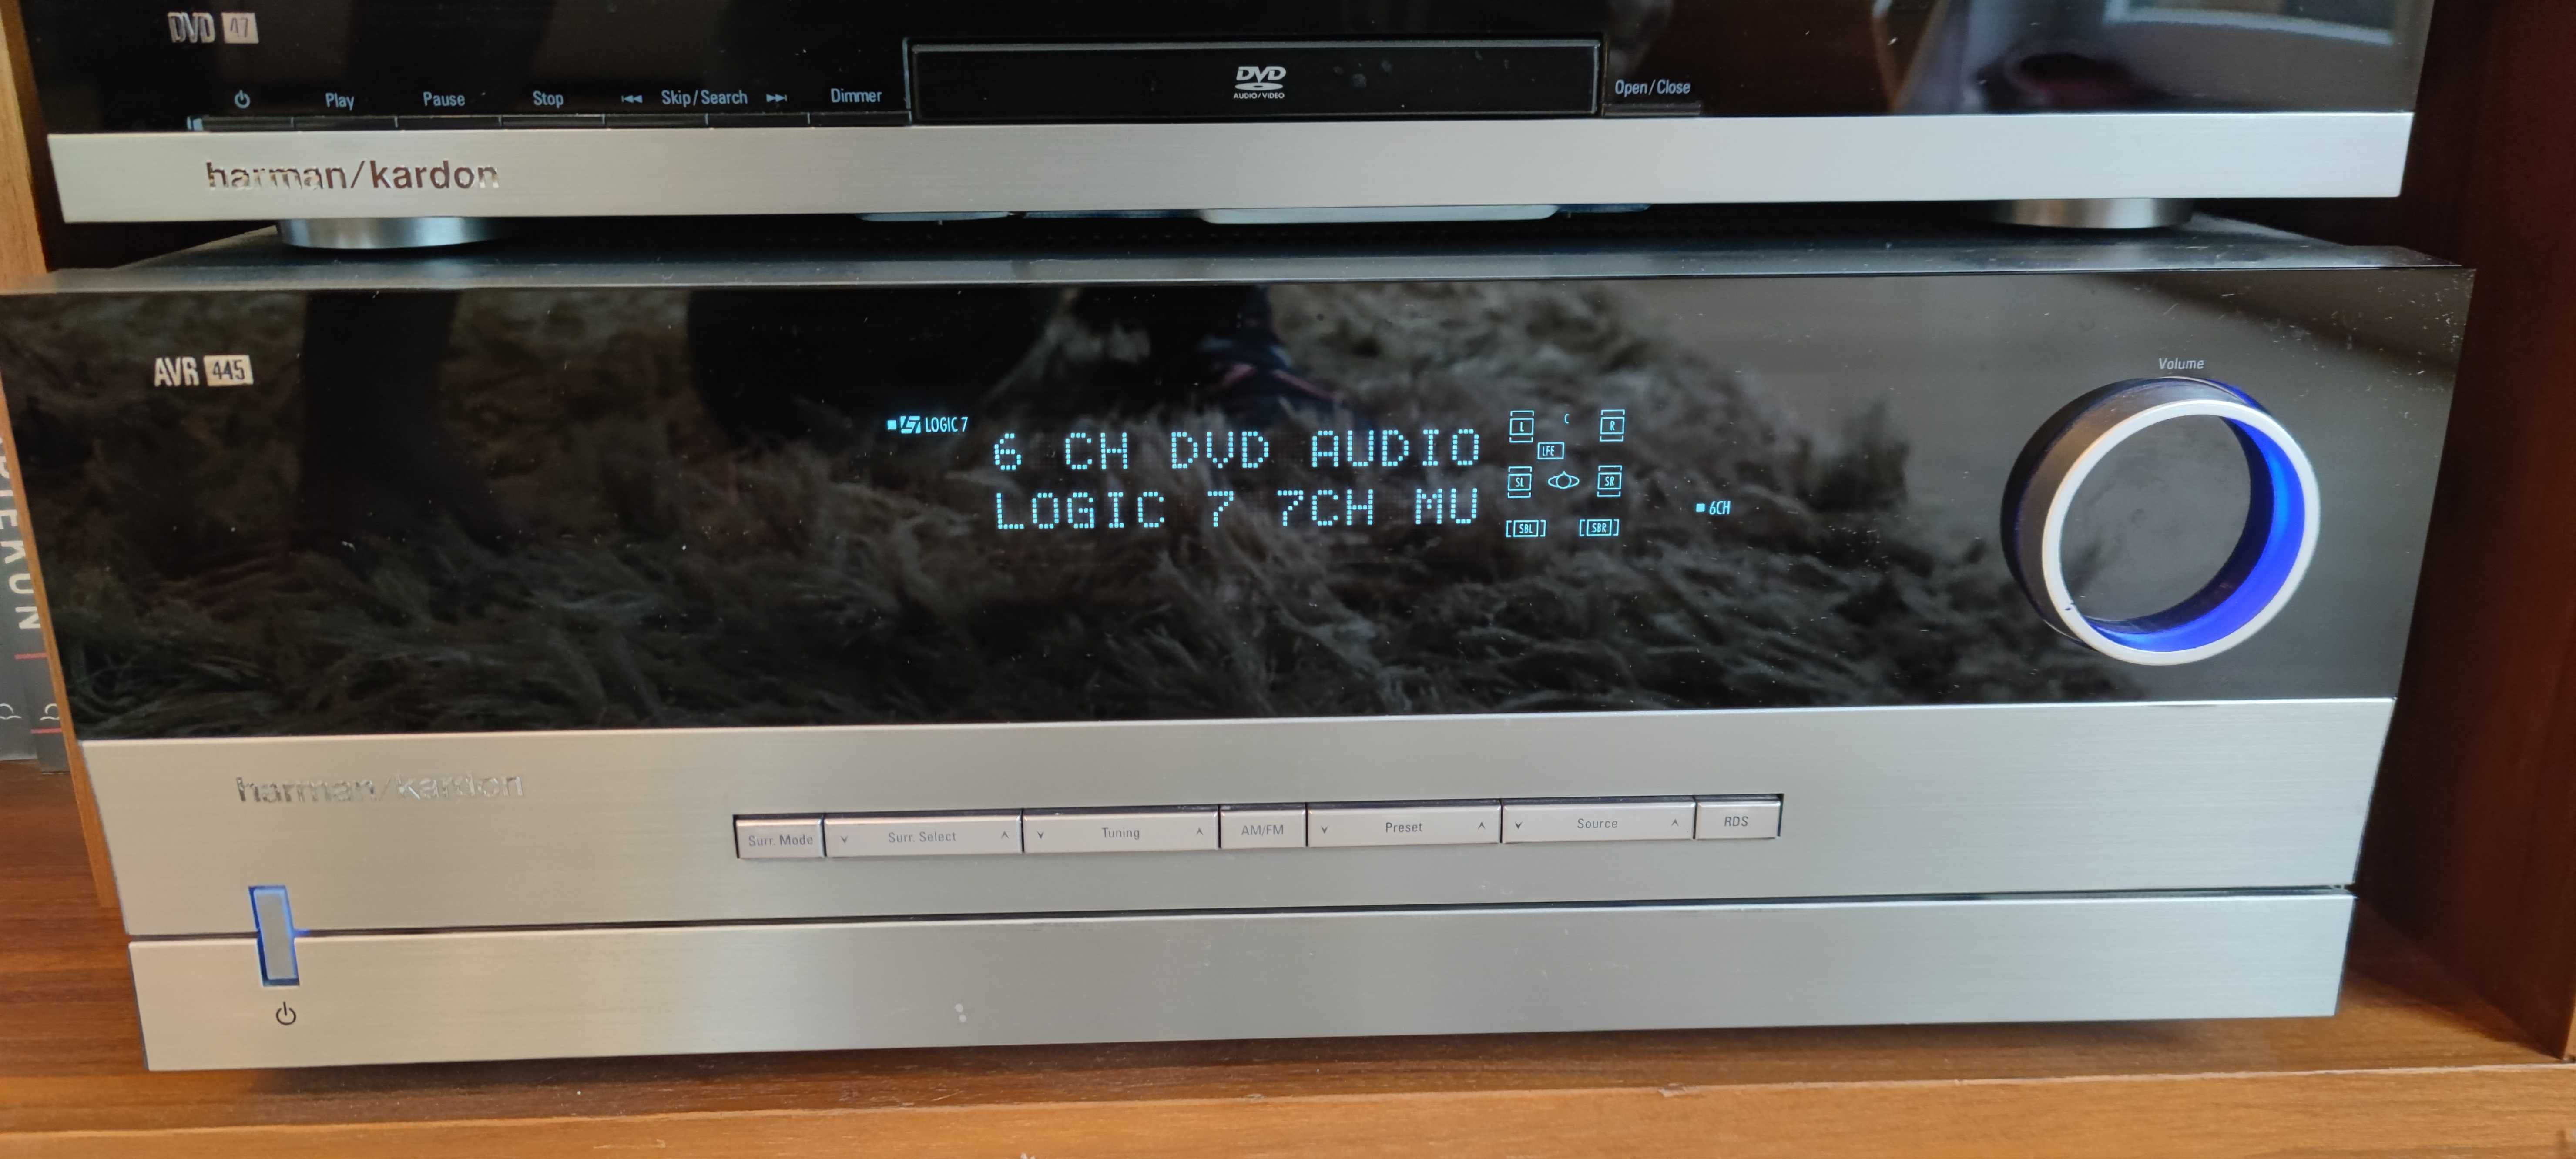 DVD 47
Play Pause Stop Skip/Search Dimmer
DVD
AUDIO/VIDEO
Open/Close
harman/kardon
AVR 445
Volume
LOGIC 7
6 CH DVD AUDIO
LOGIC 7 7CH MU
L C R
LFE
SL SR
SBL SBR
6CH
harman/kardon
Surr. Mode Surr. Select Tuning AM/FM Preset Source RDS